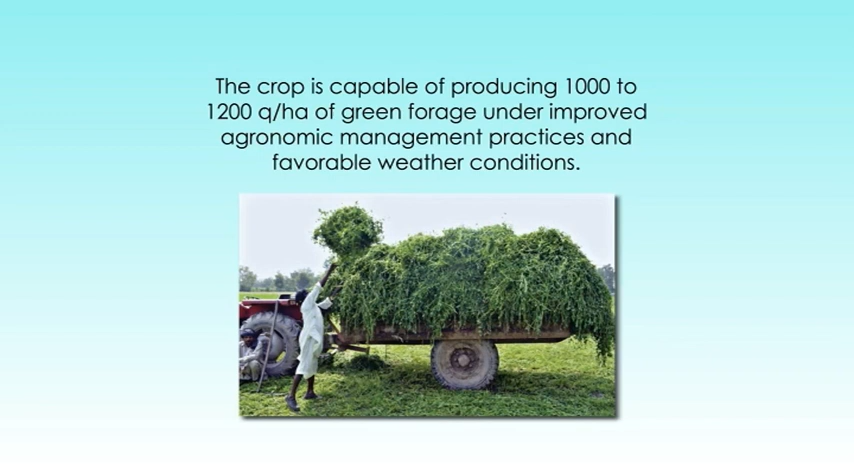 The crop is capable of producing 1000 to
1200 q/ha of green forage under improved
agronomic management practices and
favorable weather conditions.